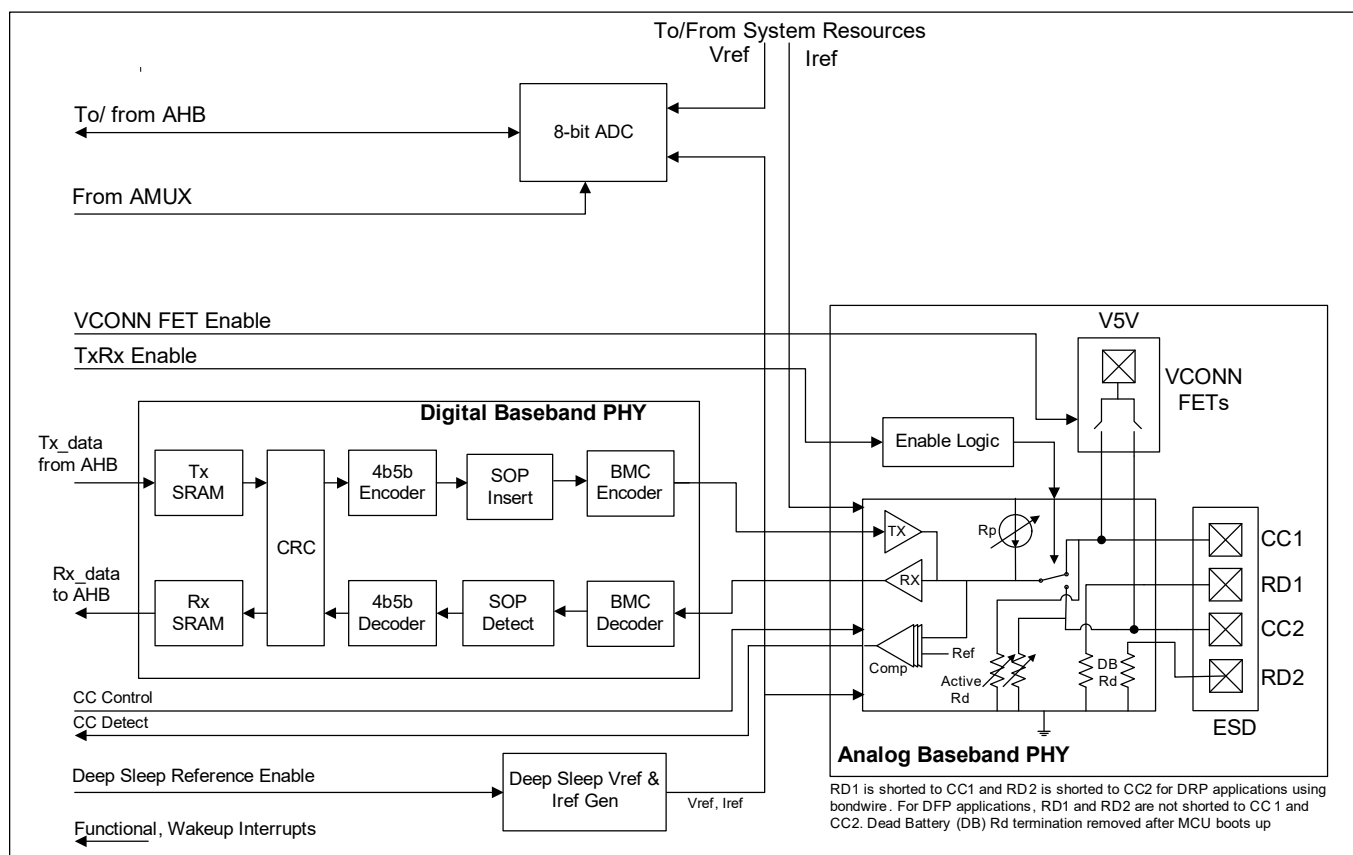 To/From System Resources
Vref
Iref
To/ from AHB
8-bit ADC
From AMUX
VCONN FET Enable
TxRx Enable
V5V
VCONN
FETs
Digital Baseband PHY
Enable Logic
Tx_data
from AHB
Tx
SRAM
CRC
4b5b
Encoder
SOP
Insert
BMC
Encoder
TX
Rp
CC1
Rx_data
to AHB
Rx
SRAM
4b5b
Decoder
SOP
Detect
BMC
Decoder
RX
RD1
CC2
Comp
Ref
Active
Rd
DB
Rd
RD2
CC Control
CC Detect
ESD
Analog Baseband PHY
Deep Sleep Reference Enable
Deep Sleep Vref &
Iref Gen
Vref, Iref
Functional, Wakeup Interrupts
RD1 is shorted to CC1 and RD2 is shorted to CC2 for DRP applications using
bondwire. For DFP applications, RD1 and RD2 are not shorted to CC1 and
CC2. Dead Battery (DB) Rd termination removed after MCU boots up